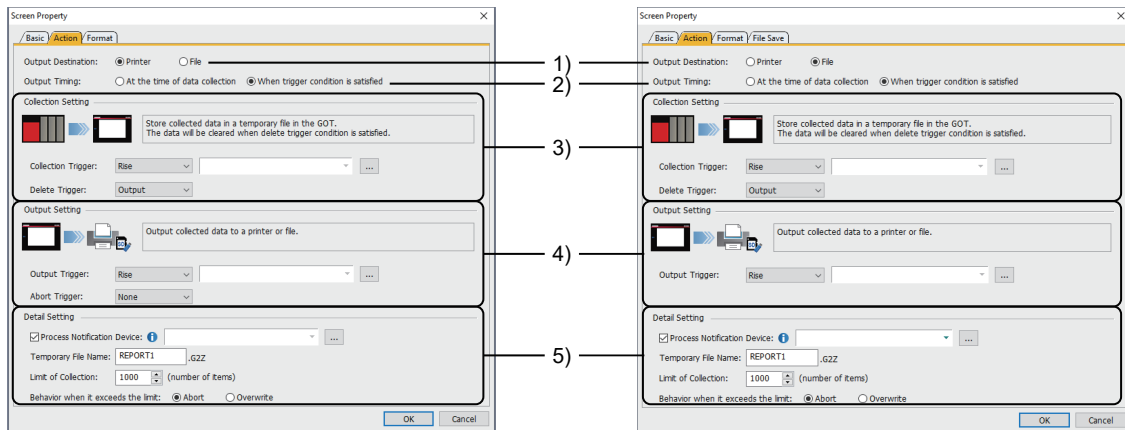 Screen Property
Basic Action Format
Output Destination: Printer File
Output Timing: At the time of data collection When trigger condition is satisfied
Collection Setting
Store collected data in a temporary file in the GOT.
The data will be cleared when delete trigger condition is satisfied.
Collection Trigger: Rise ...
Delete Trigger: Output
Output Setting
Output collected data to a printer or file.
Output Trigger: Rise ...
Abort Trigger: None
Detail Setting
Process Notification Device: ...
Temporary File Name: REPORT1 .G2Z
Limit of Collection: 1000 (number of items)
Behavior when it exceeds the limit: Abort Overwrite
OK Cancel
1)
2)
3)
4)
5)
Screen Property
Basic Action Format File Save
Output Destination: Printer File
Output Timing: At the time of data collection When trigger condition is satisfied
Collection Setting
Store collected data in a temporary file in the GOT.
The data will be cleared when delete trigger condition is satisfied.
Collection Trigger: Rise ...
Delete Trigger: Output
Output Setting
Output collected data to a printer or file.
Output Trigger: Rise ...
Detail Setting
Process Notification Device: ...
Temporary File Name: REPORT1 .G2Z
Limit of Collection: 1000 (number of items)
Behavior when it exceeds the limit: Abort Overwrite
OK Cancel